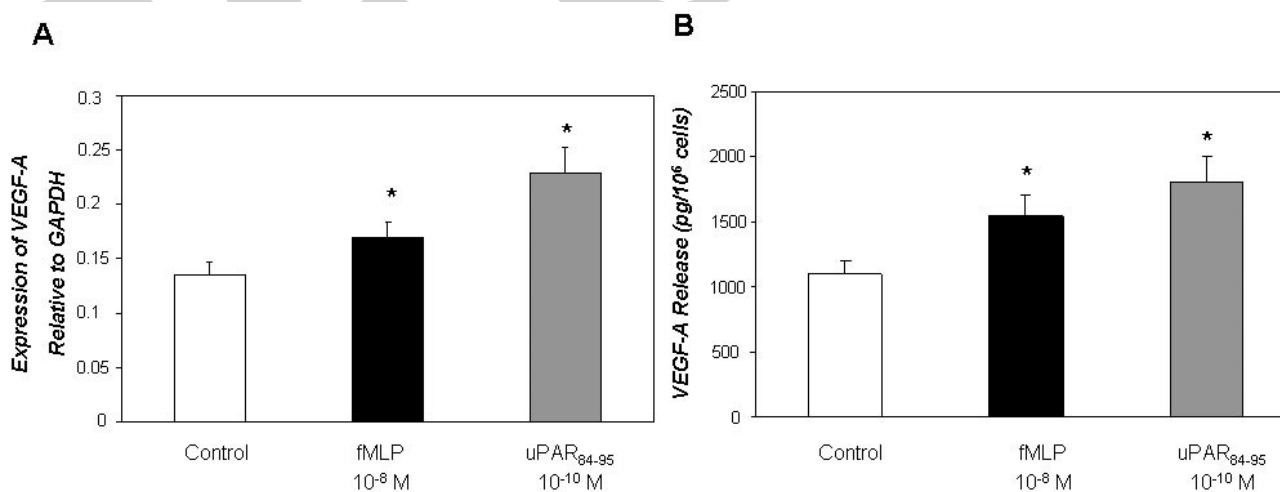 A
Expression of VEGF-A
Relative to GAPDH
0.3
0.25
0.2
0.15
0.1
0.05
0
*
*
Control
fMLP
10⁻⁸ M
uPAR₈₄₋₉₅
10⁻¹⁰ M
B
VEGF-A Release (pg/10⁶ cells)
2500
2000
1500
1000
500
0
*
*
Control
fMLP
10⁻⁸ M
uPAR₈₄₋₉₅
10⁻¹⁰ M